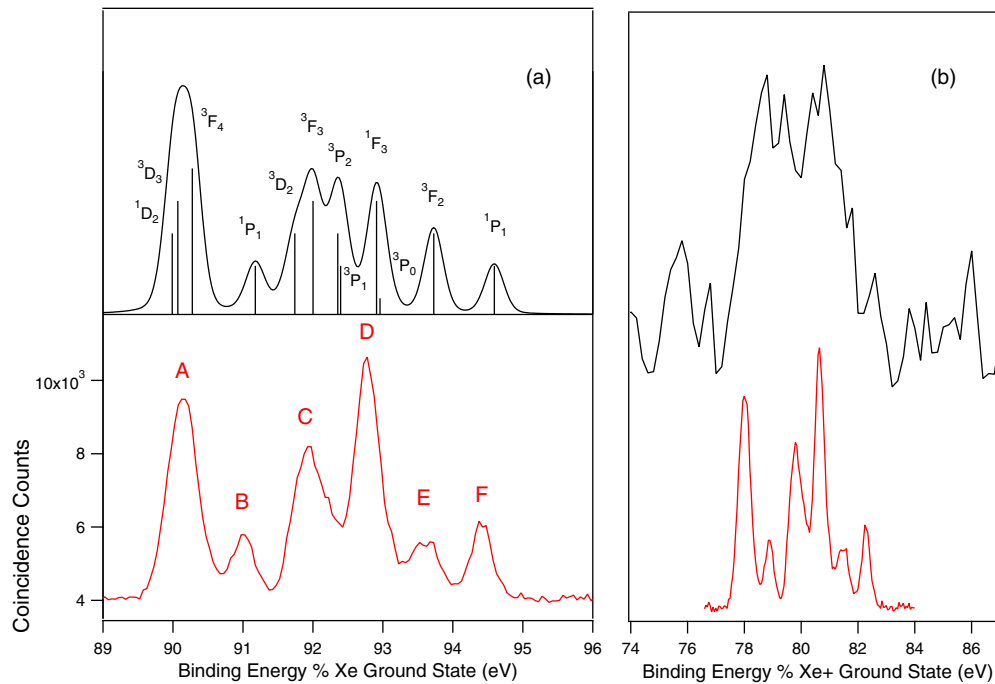 (a)
(b)
³F₄
³D₃
¹D₂
¹P₁
³D₂
³F₃
³P₂
³P₁
¹F₃
³P₀
³F₂
¹P₁
A
B
C
D
E
F
10x10³
8
6
4
Coincidence Counts
89 90 91 92 93 94 95 96
Binding Energy % Xe Ground State (eV)
74 76 78 80 82 84 86
Binding Energy % Xe+ Ground State (eV)